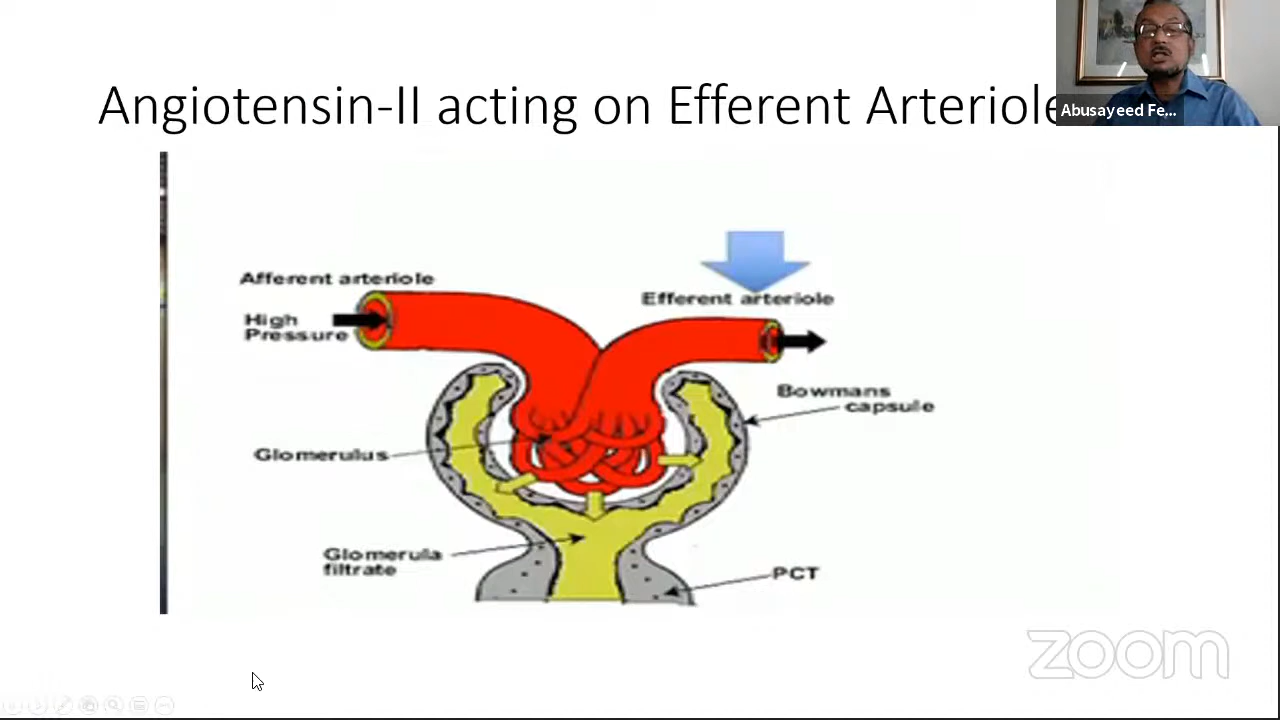 Angiotensin-II acting on Efferent Arteriole
Abusayeed Fe...
Afferent arteriole
High
Pressure
Efferent arteriole
Bowmans
capsule
Glomerulus
Glomerula
filtrate
PCT
zoom